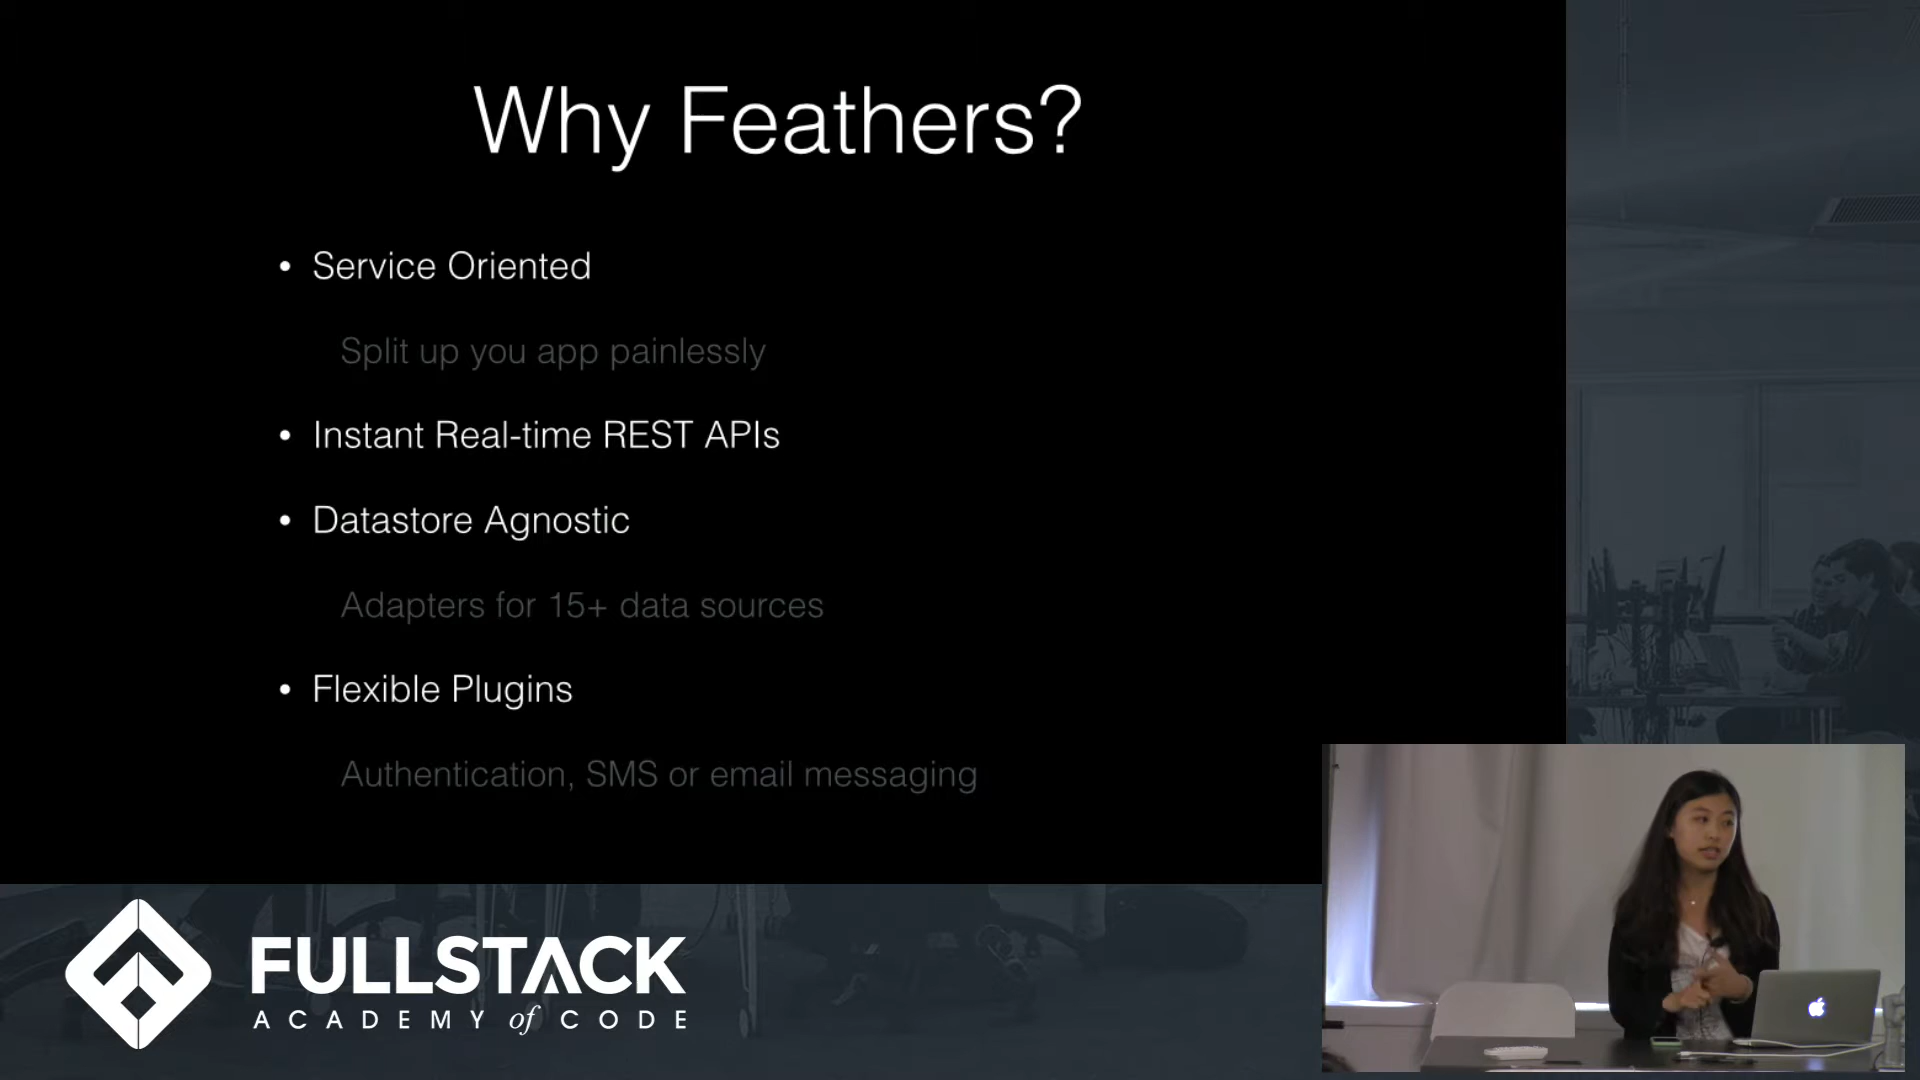 Why Feathers?
• Service Oriented
Split up you app painlessly
• Instant Real-time REST APIs
• Datastore Agnostic
Adapters for 15+ data sources
• Flexible Plugins
Authentication, SMS or email messaging
FULLSTACK
ACADEMY of CODE